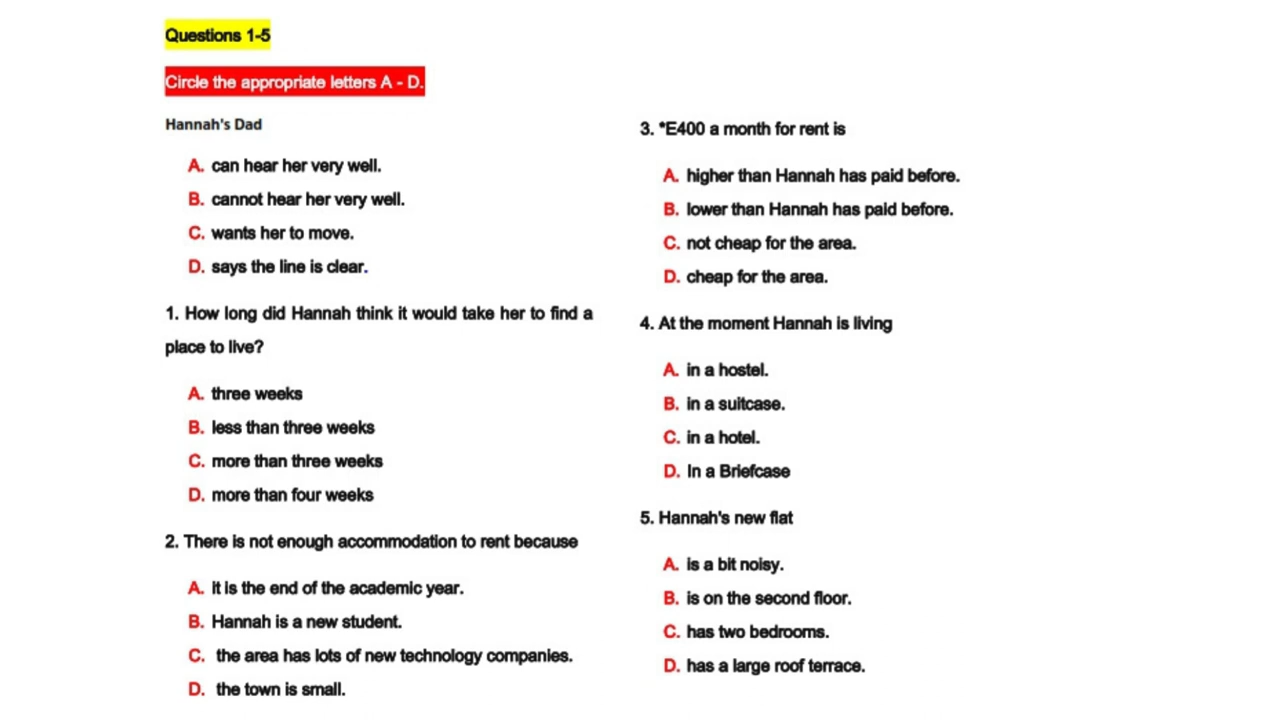 Questions 1-5
Circle the appropriate letters A - D.
Hannah's Dad
A. can hear her very well.
B. cannot hear her very well.
C. wants her to move.
D. says the line is clear.
1. How long did Hannah think it would take her to find a
place to live?
A. three weeks
B. less than three weeks
C. more than three weeks
D. more than four weeks
2. There is not enough accommodation to rent because
A. it is the end of the academic year.
B. Hannah is a new student.
C. the area has lots of new technology companies.
D. the town is small.
3. *E400 a month for rent is
A. higher than Hannah has paid before.
B. lower than Hannah has paid before.
C. not cheap for the area.
D. cheap for the area.
4. At the moment Hannah is living
A. in a hostel.
B. in a suitcase.
C. in a hotel.
D. In a Briefcase
5. Hannah's new flat
A. is a bit noisy.
B. is on the second floor.
C. has two bedrooms.
D. has a large roof terrace.